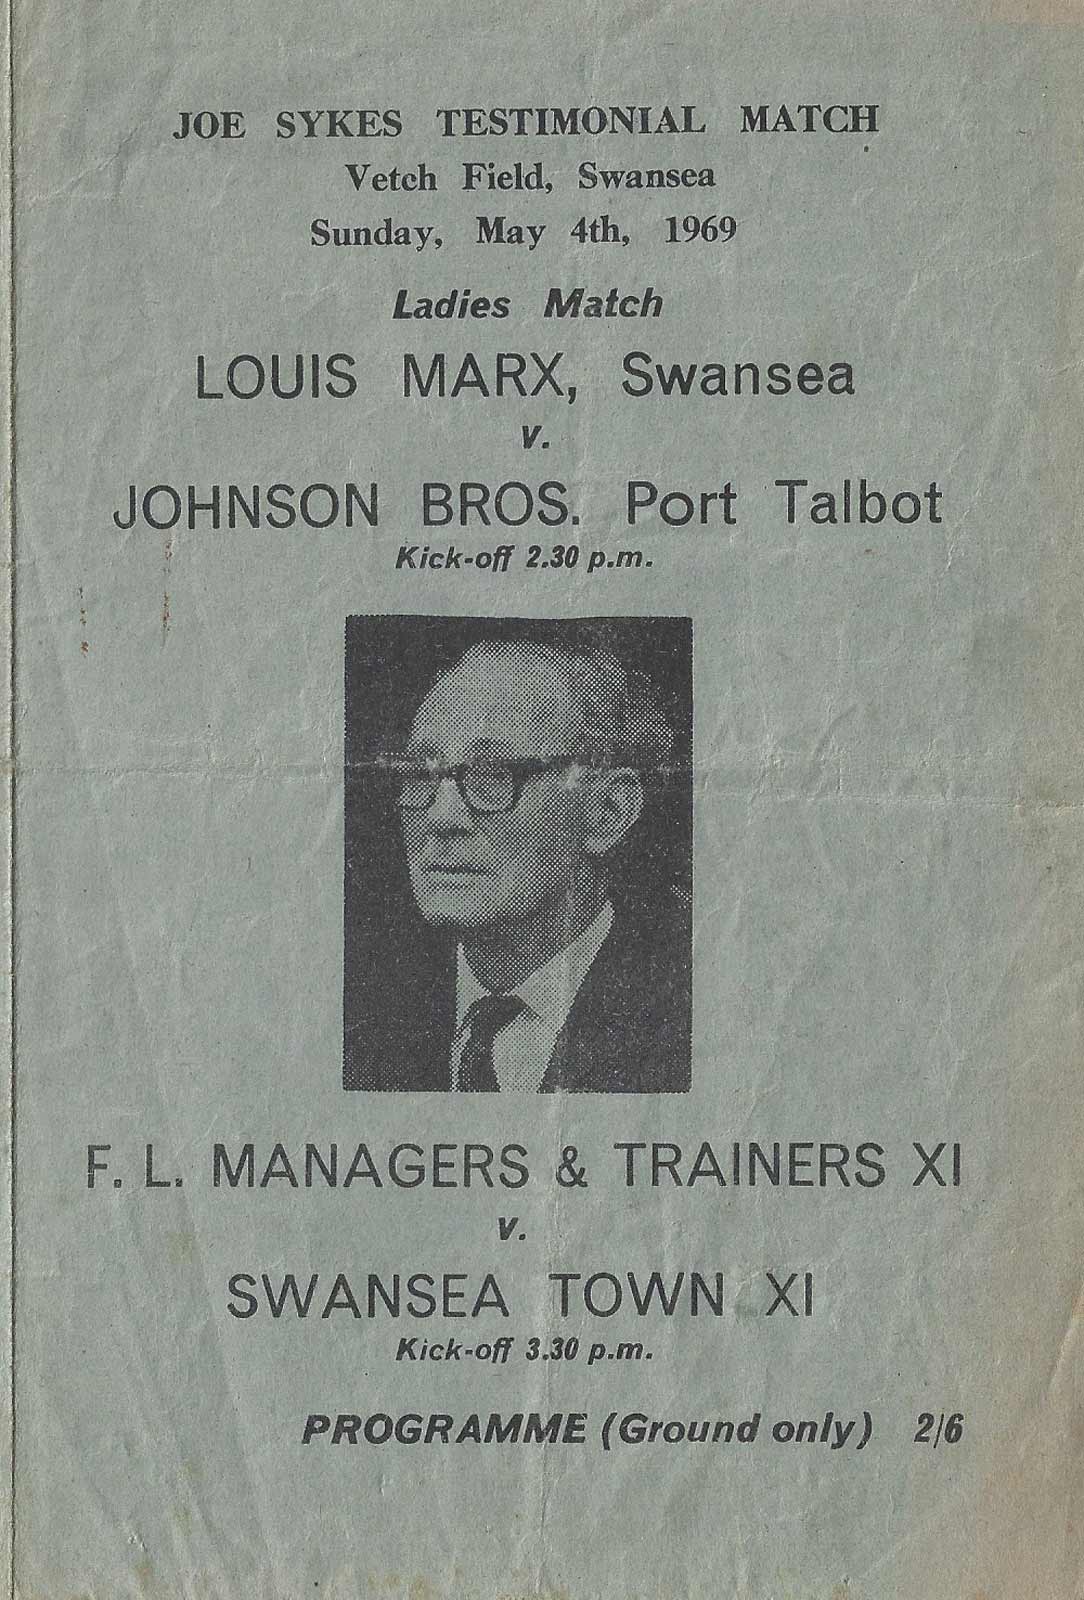 JOE SYKES TESTIMONIAL MATCH
Vetch Field, Swansea
Sunday, May 4th, 1969
Ladies Match
LOUIS MARX, Swansea
v.
JOHNSON BROS. Port Talbot
Kick-off 2.30 p.m.
F. L. MANAGERS & TRAINERS XI
v.
SWANSEA TOWN XI
Kick-off 3.30 p.m.
PROGRAMME (Ground only) 2/6